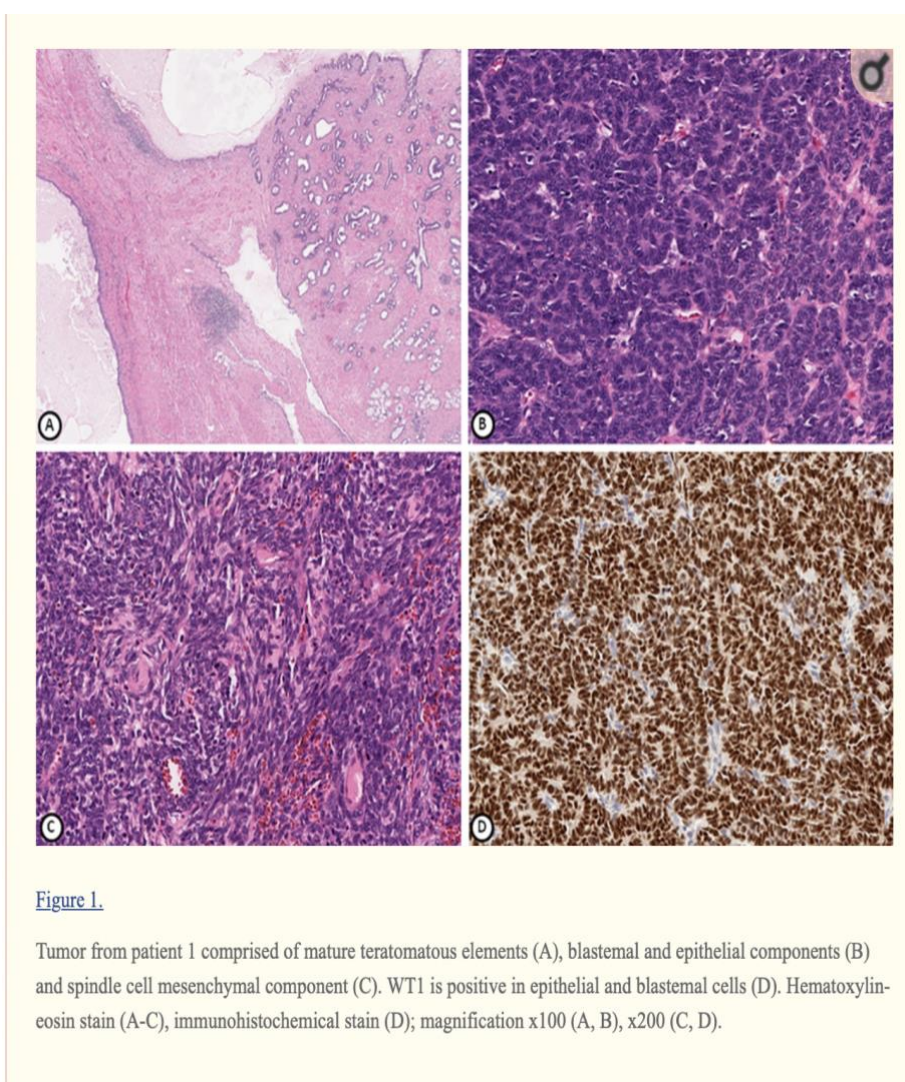 A
B
C
D
Figure 1.
Tumor from patient 1 comprised of mature teratomatous elements (A), blastemal and epithelial components (B)
and spindle cell mesenchymal component (C). WT1 is positive in epithelial and blastemal cells (D). Hematoxylin-
eosin stain (A-C), immunohistochemical stain (D); magnification x100 (A, B), x200 (C, D).